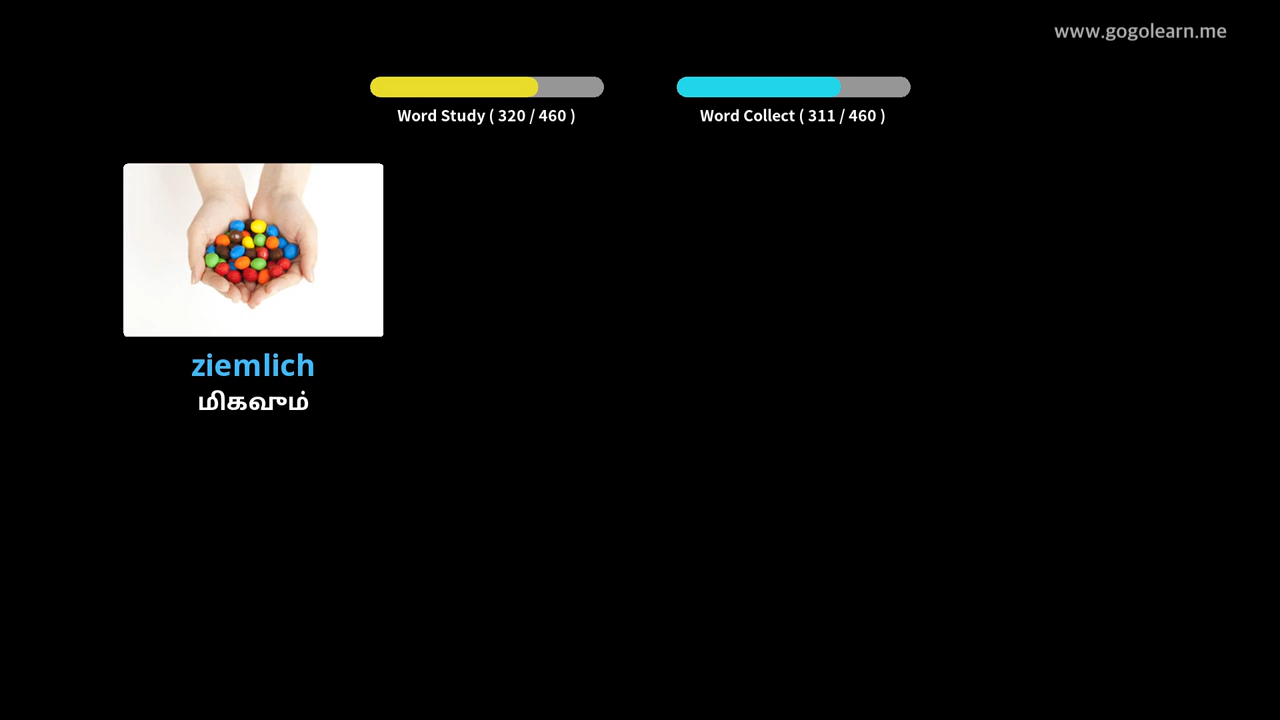 www.gogolearn.me
Word Study ( 320 / 460 )
Word Collect ( 311 / 460 )
ziemlich
மிகவும்